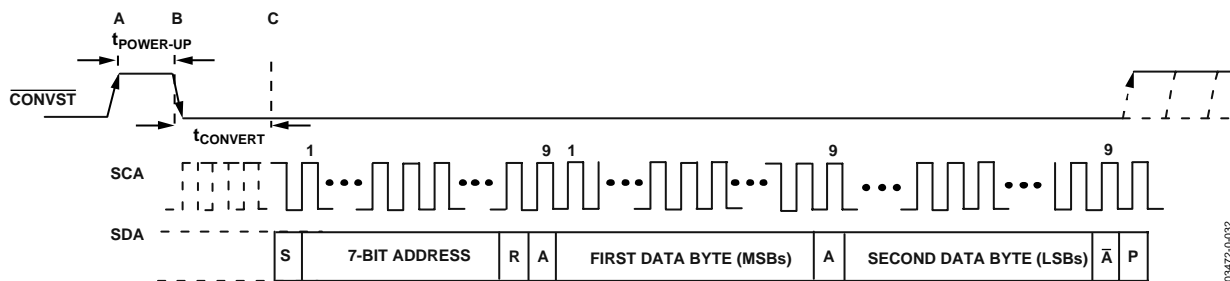 A B C
tPOWER-UP
CONVST
tCONVERT
1 9 1 9 9
SCA
SDA
S 7-BIT ADDRESS R A FIRST DATA BYTE (MSBs) A SECOND DATA BYTE (LSBs) A P
03472-0-032